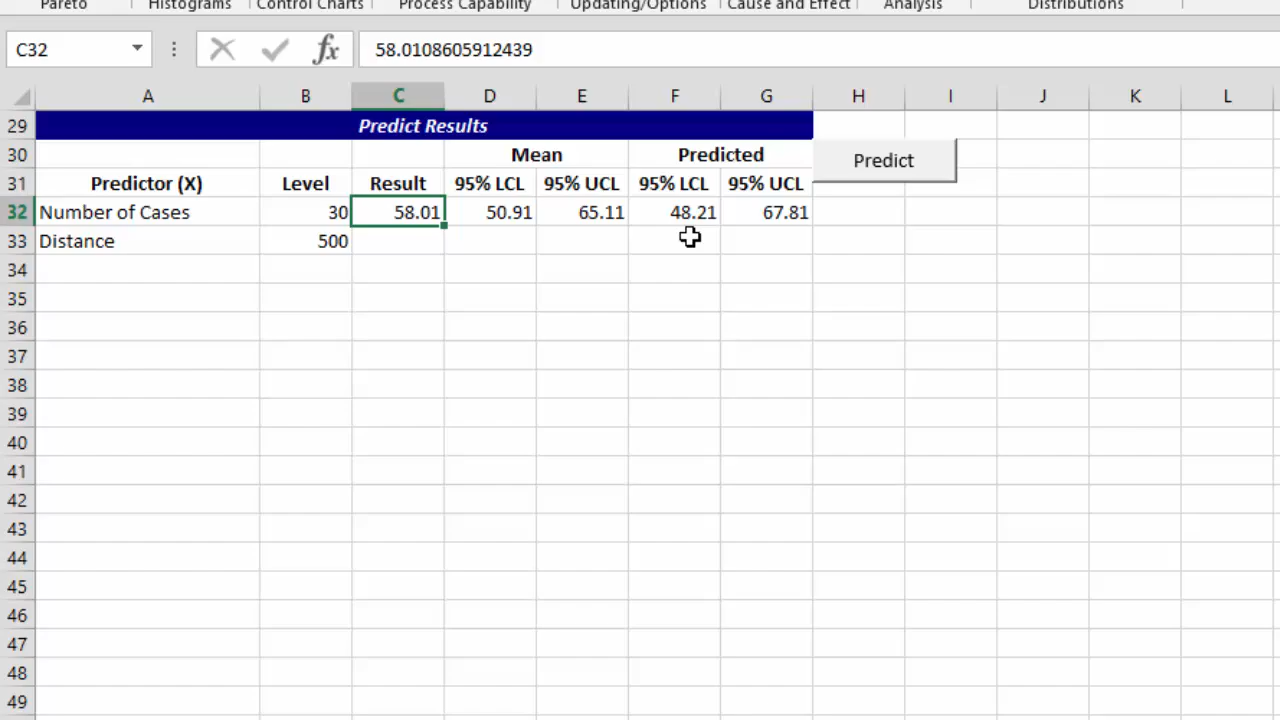 Pareto Histograms Control Charts Process Capability Updating/Options Cause and Effect Analysis Distributions
C32 fx 58.0108605912439
A B C D E F G H I J K L
29 Predict Results
30 Mean Predicted Predict
31 Predictor (X) Level Result 95% LCL 95% UCL 95% LCL 95% UCL
32 Number of Cases 30 58.01 50.91 65.11 48.21 67.81
33 Distance 500
34
35
36
37
38
39
40
41
42
43
44
45
46
47
48
49